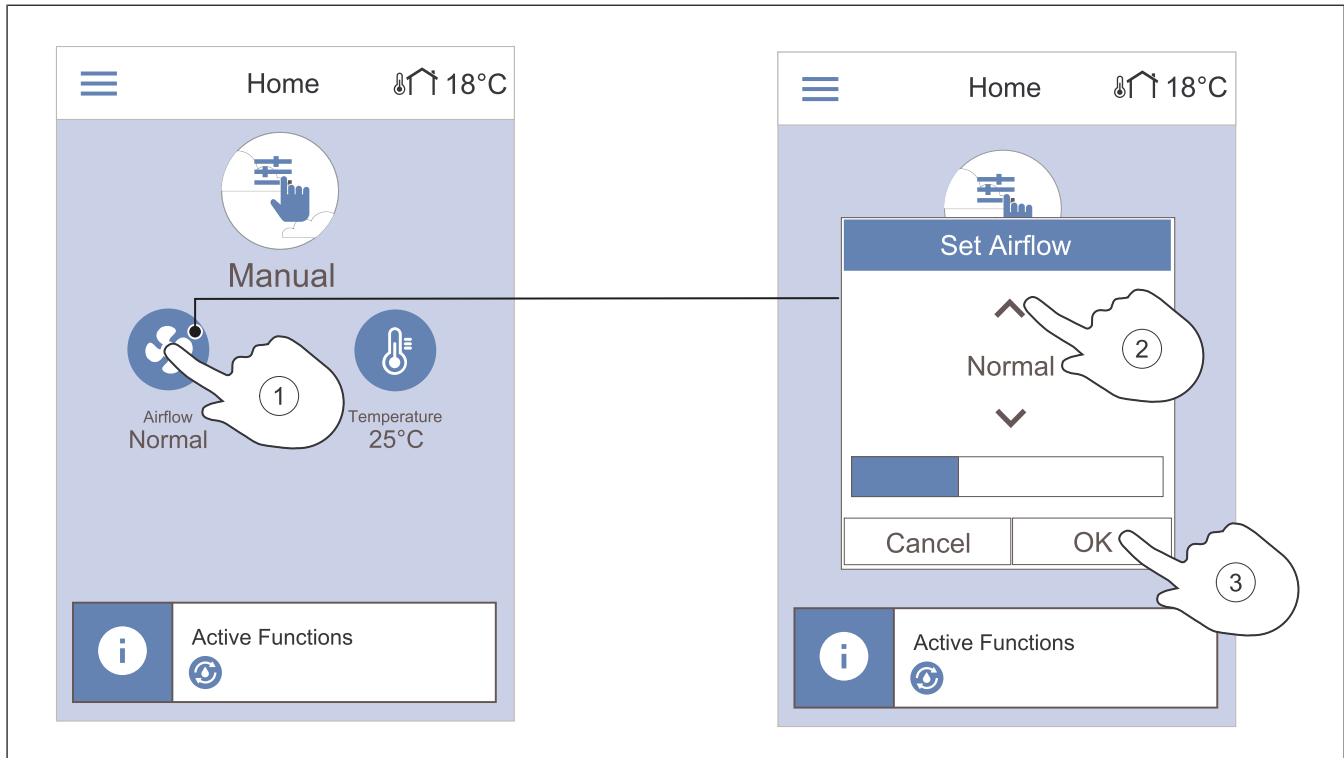 Home 18°C
Manual
1
Airflow
Normal
Temperature
25°C
i
Active Functions
Home 18°C
Set Airflow
Normal
2
Cancel
OK
3
i
Active Functions